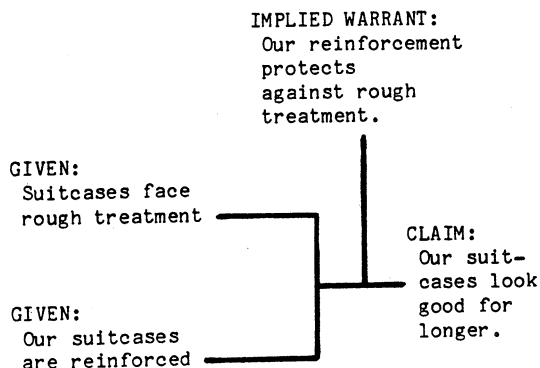 IMPLIED WARRANT:
Our reinforcement
protects
against rough
treatment.
GIVEN:
Suitcases face
rough treatment
CLAIM:
Our suit-
cases look
good for
longer.
GIVEN:
Our suitcases
are reinforced